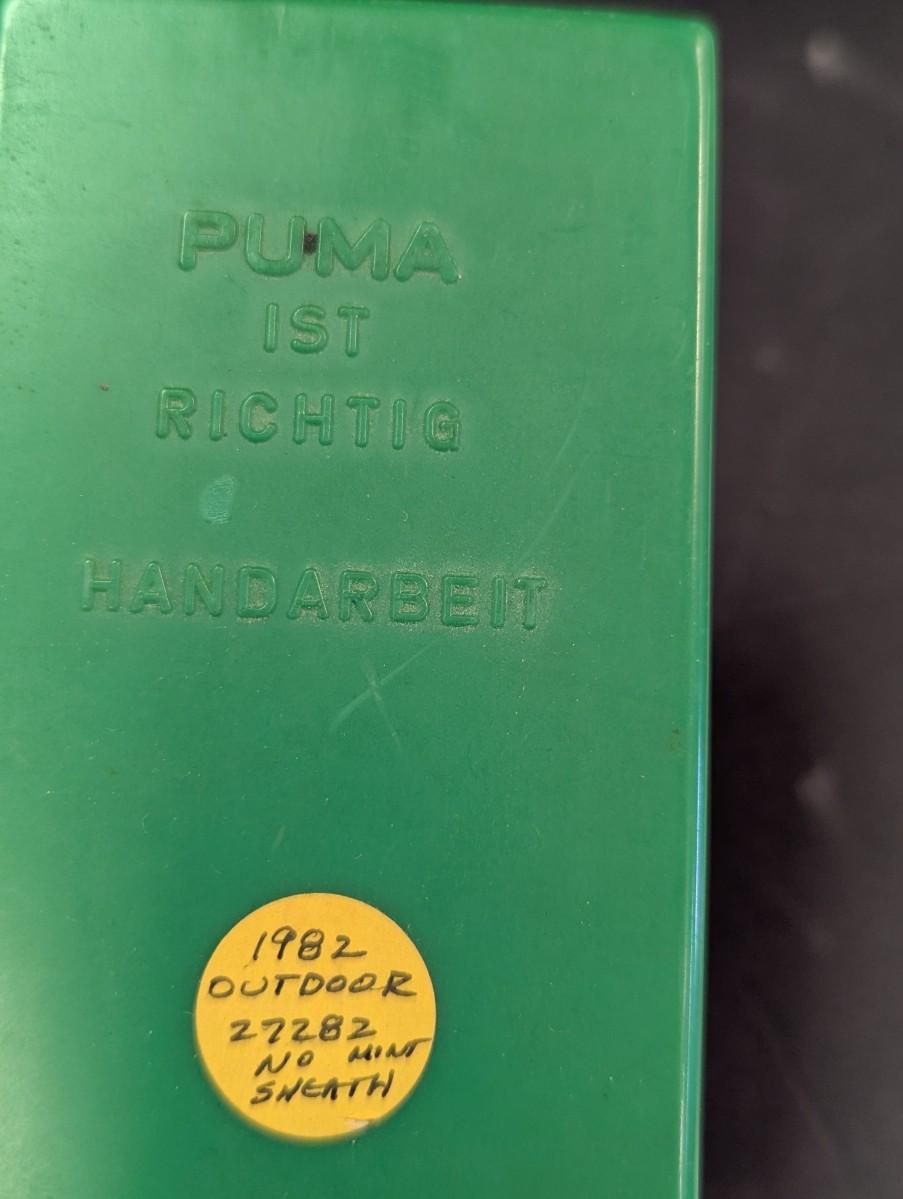 PUMA
IST
RICHTIG
HANDARBEIT
1982
OUTDOOR
27282
NO MINT
SHEATH